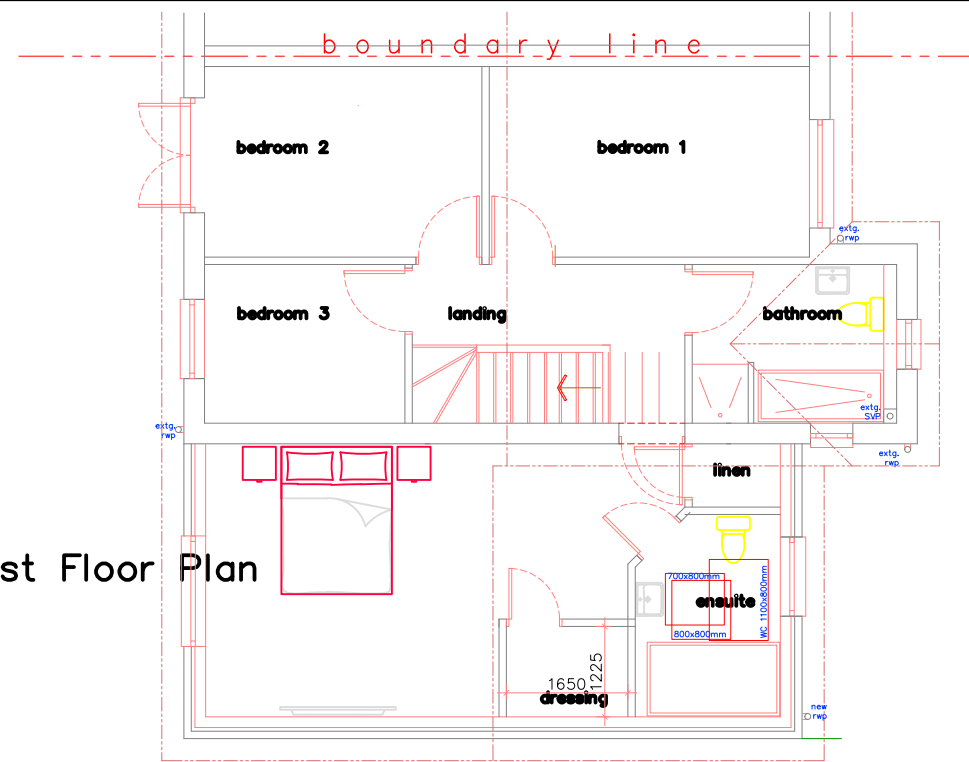 boundary line
bedroom 2
bedroom 1
extg.
rwp
bedroom 3
landing
bathroom
extg.
SVP
extg.
rwp
extg.
rwp
linen
st Floor Plan
700x800mm
ensuite
WC 1100x800mm
800x800mm
1650
1225
dressing
new
rwp